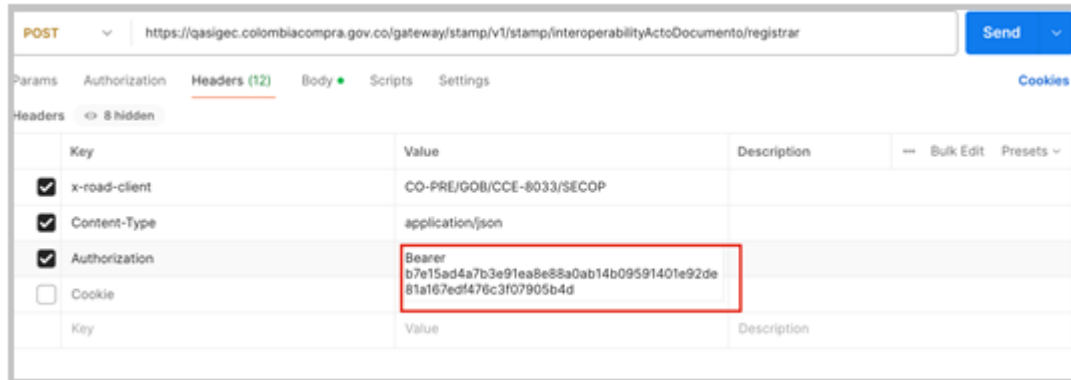 POST https://qasigec.colombiacompra.gov.co/gateway/stamp/v1/stamp/interoperabilityActoDocumento/registrar Send
Params Authorization Headers (12) Body Scripts Settings Cookies
Headers 8 hidden
Key Value Description Bulk Edit Presets
x-road-client CO-PRE/GOB/CCE-8033/SECOP
Content-Type application/json
Authorization Bearer
b7e15ad4a7b3e91ea8e88a0ab14b09591401e92de
81a167edf476c3f07905b4d
Cookie
Key Value Description